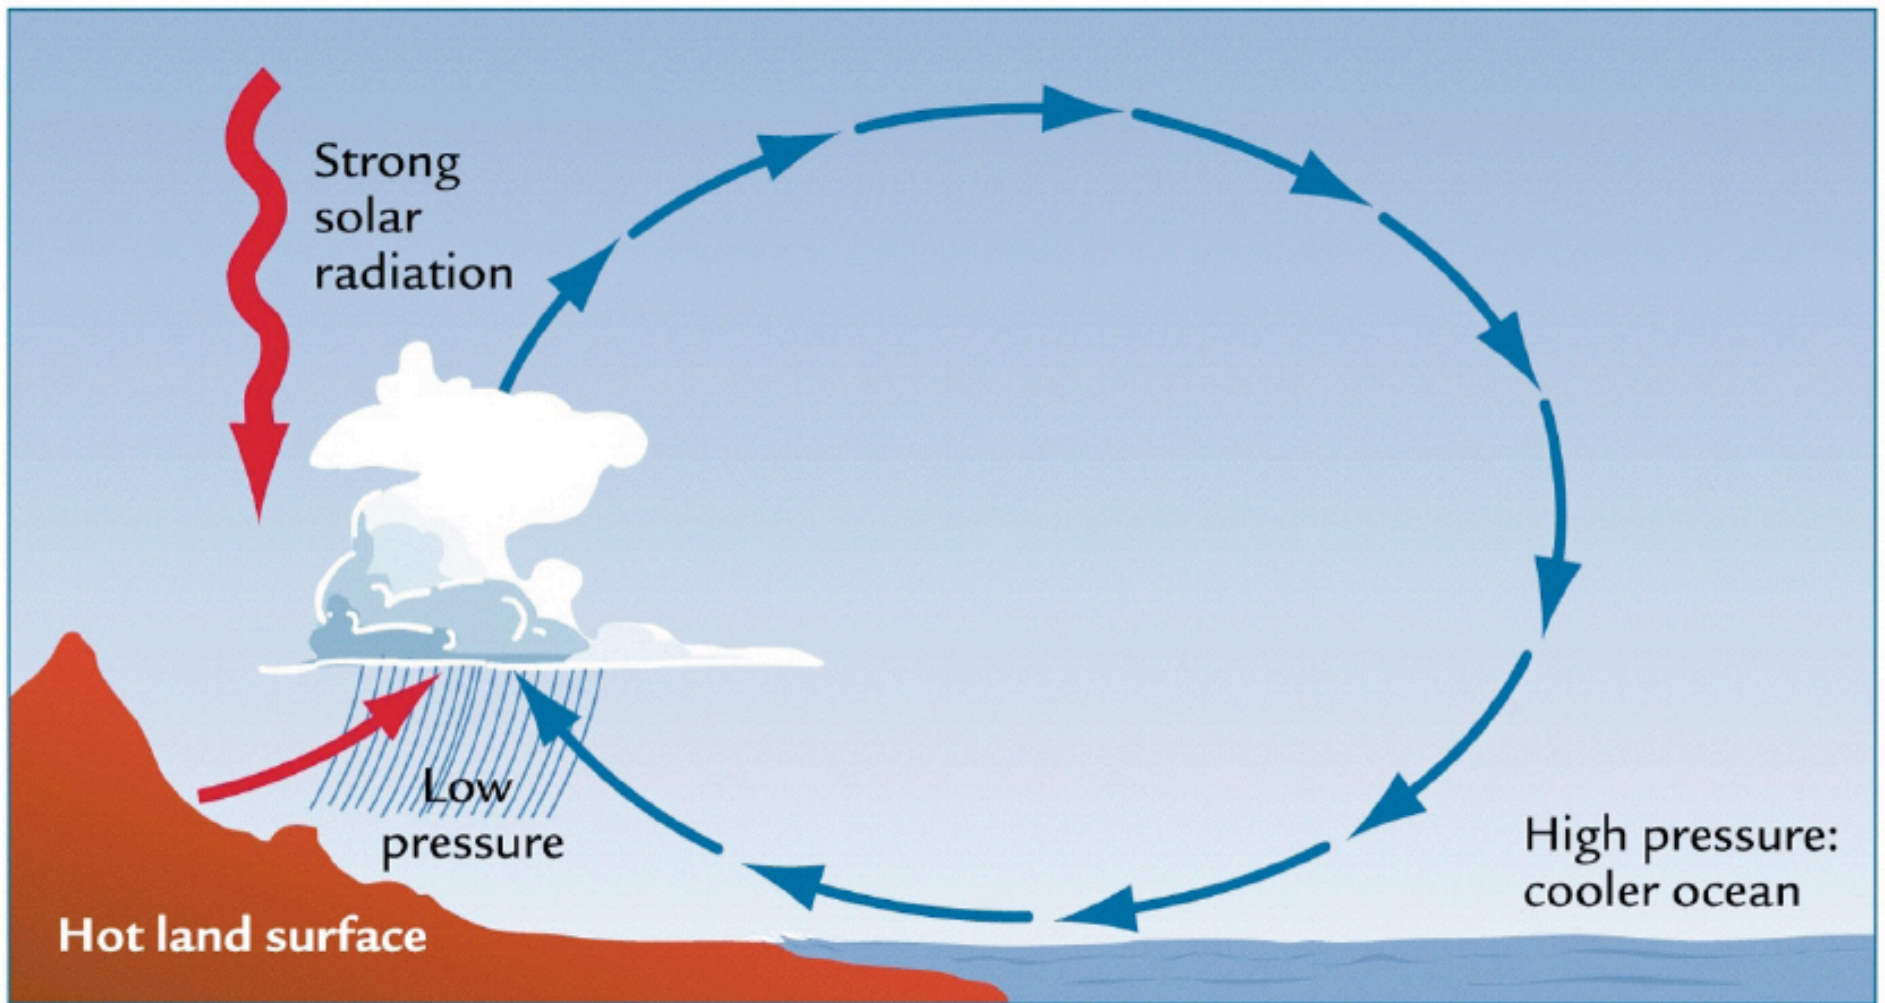 Strong
solar
radiation
Low
pressure
High pressure:
cooler ocean
Hot land surface